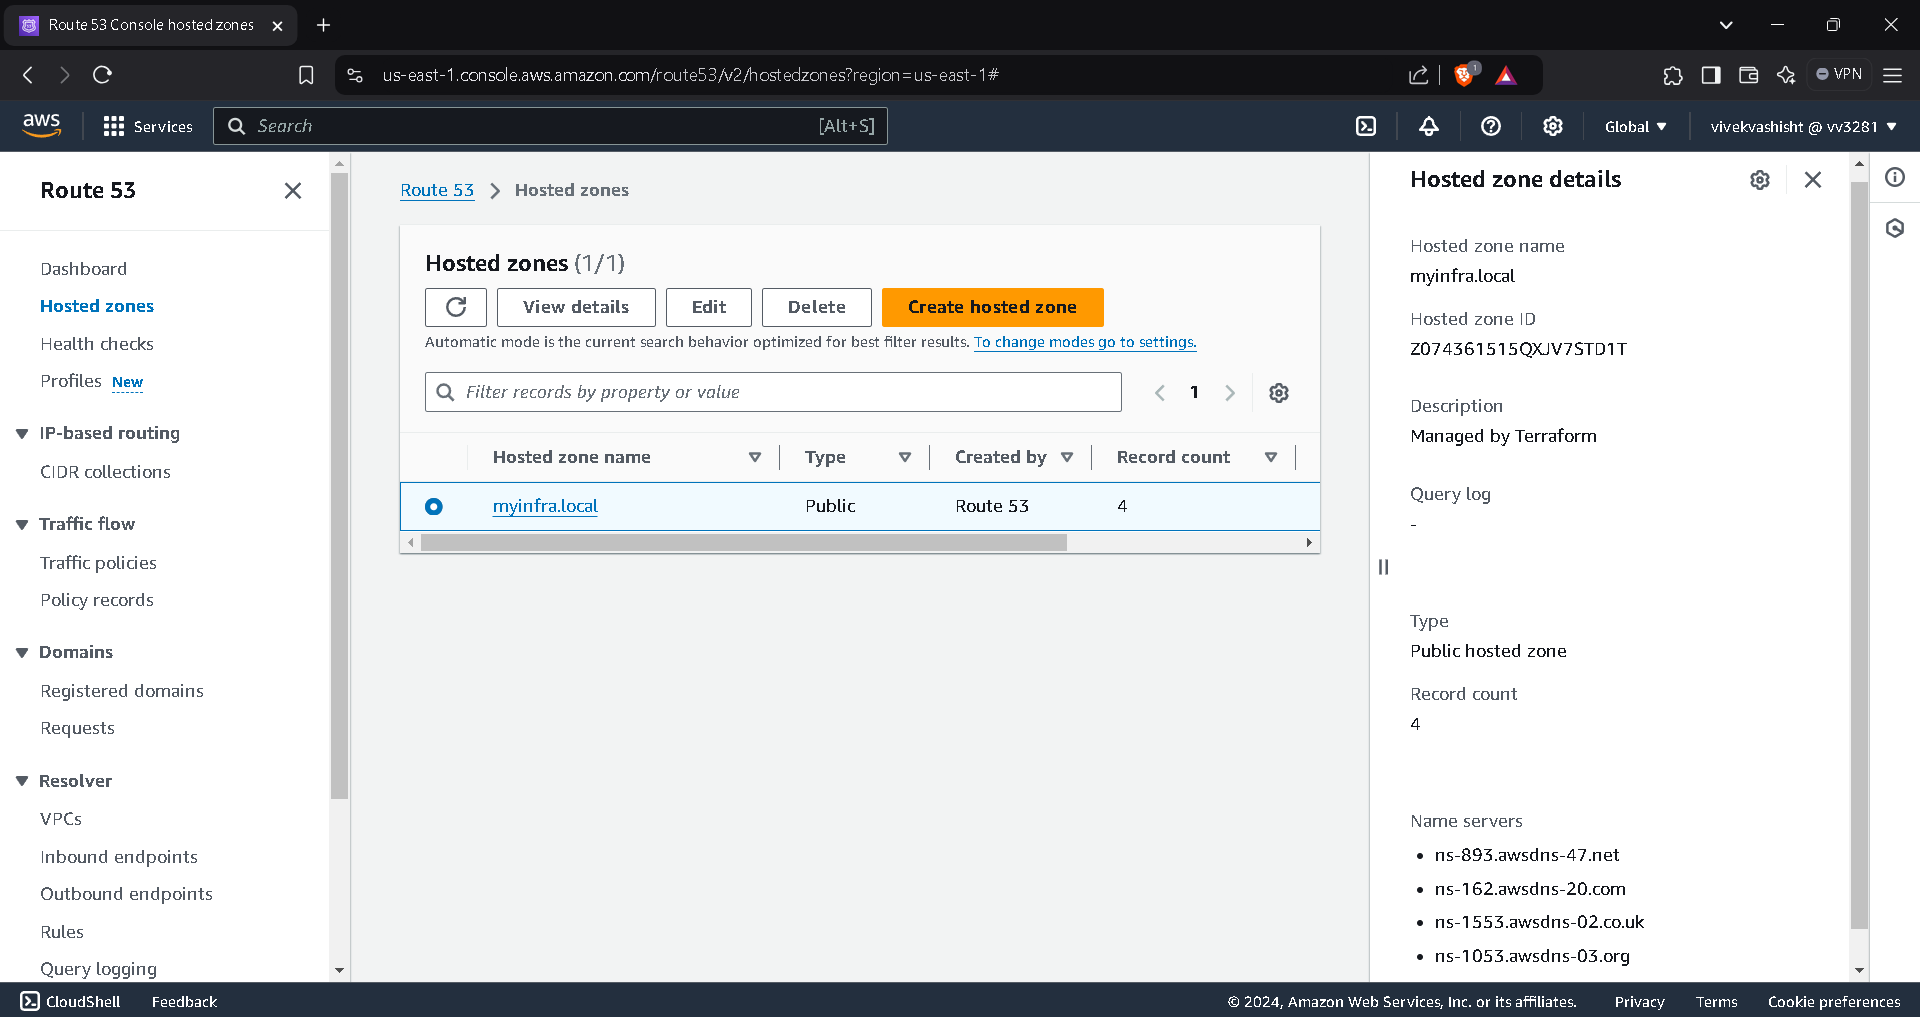 Route 53 Console hosted zones
us-east-1.console.aws.amazon.com/route53/v2/hostedzones?region=us-east-1#
1
VPN
aws
Services
Search
[Alt+S]
Global
vivekvashisht @ vv3281
Route 53
Dashboard
Hosted zones
Health checks
Profiles New
IP-based routing
CIDR collections
Traffic flow
Traffic policies
Policy records
Domains
Registered domains
Requests
Resolver
VPCs
Inbound endpoints
Outbound endpoints
Rules
Query logging
Route 53 > Hosted zones
Hosted zones (1/1)
View details
Edit
Delete
Create hosted zone
Automatic mode is the current search behavior optimized for best filter results. To change modes go to settings.
Filter records by property or value
1
Hosted zone name Type Created by Record count
myinfra.local Public Route 53 4
Hosted zone details
Hosted zone name
myinfra.local
Hosted zone ID
Z074361515QXJV7STD1T
Description
Managed by Terraform
Query log
-
Type
Public hosted zone
Record count
4
Name servers
• ns-893.awsdns-47.net
• ns-162.awsdns-20.com
• ns-1553.awsdns-02.co.uk
• ns-1053.awsdns-03.org
CloudShell
Feedback
© 2024, Amazon Web Services, Inc. or its affiliates.
Privacy
Terms
Cookie preferences